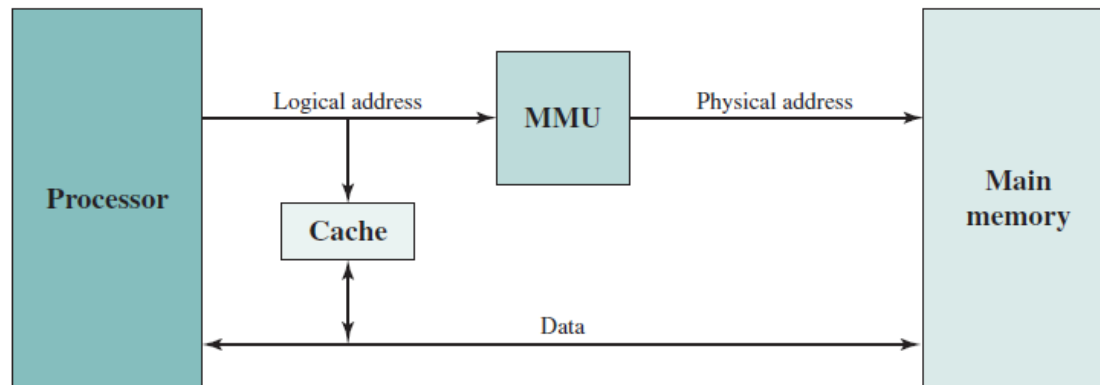 Logical address
MMU
Physical address
Processor
Cache
Main
memory
Data